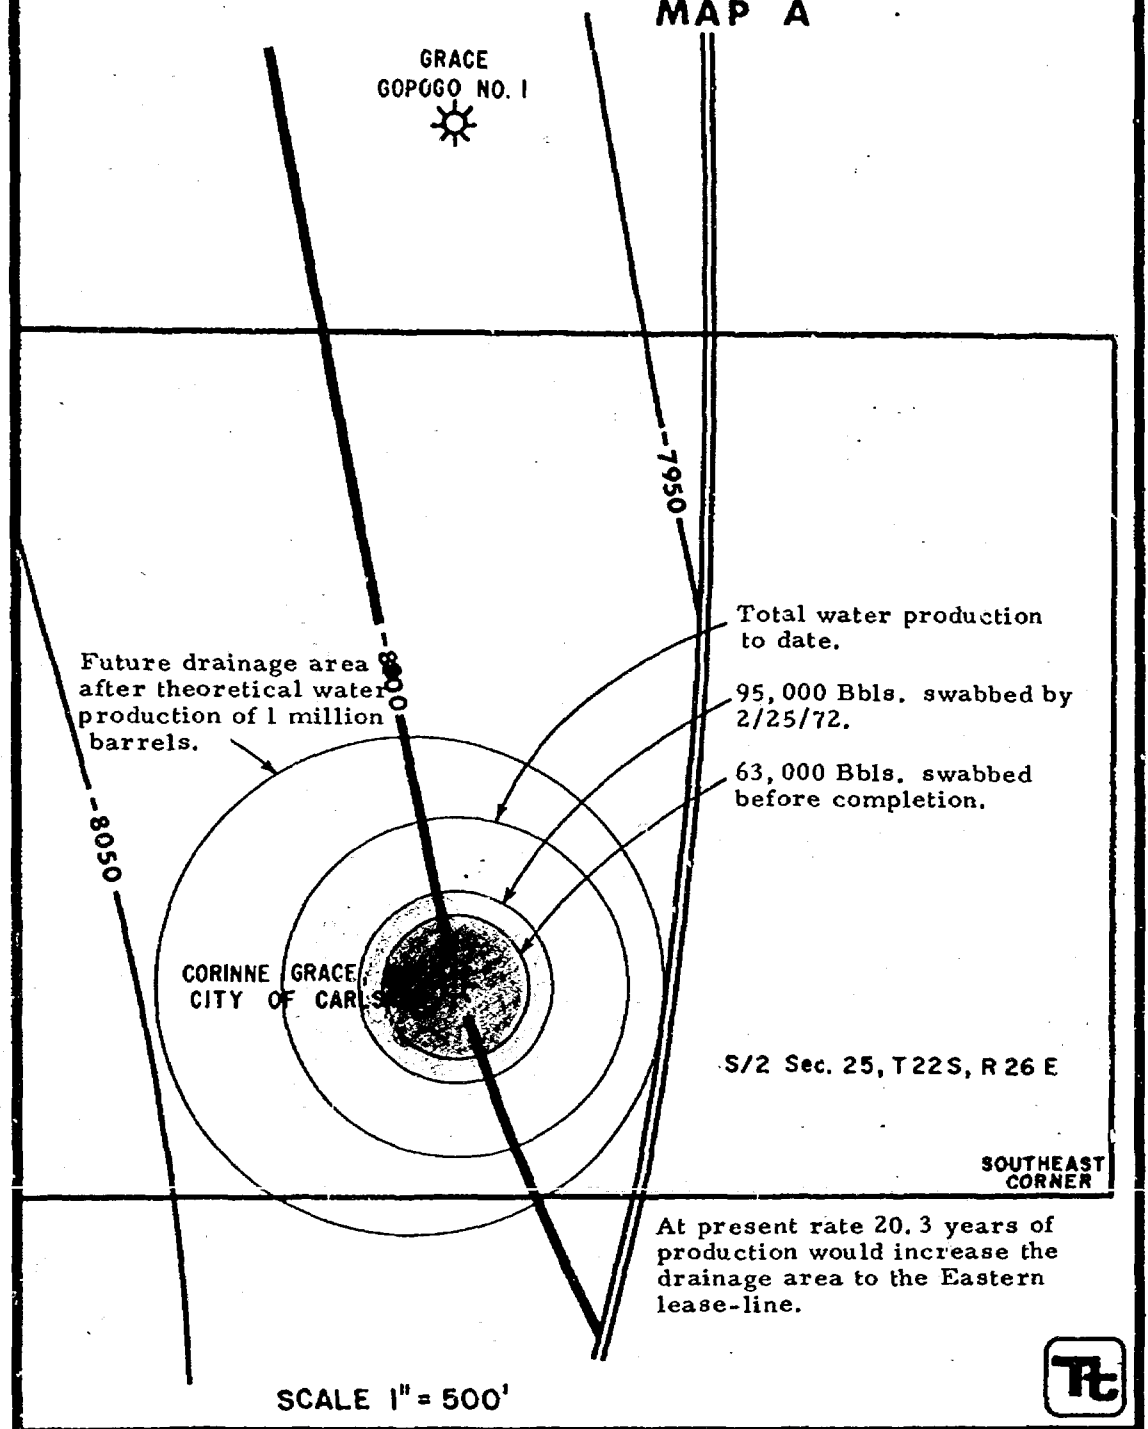 MAP A
GRACE
GOPOGO NO. 1
--7950
Total water production
to date.
Future drainage area
after theoretical water
production of 1 million
barrels.
95,000 Bbls. swabbed by
2/25/72.
63,000 Bbls. swabbed
before completion.
-8050
CORINNE GRACE,
CITY OF
S/2 Sec. 25, T22S, R26E
SOUTHEAST
CORNER
At present rate 20.3 years of
production would increase the
drainage area to the Eastern
lease-line.
SCALE 1" = 500'
Tt